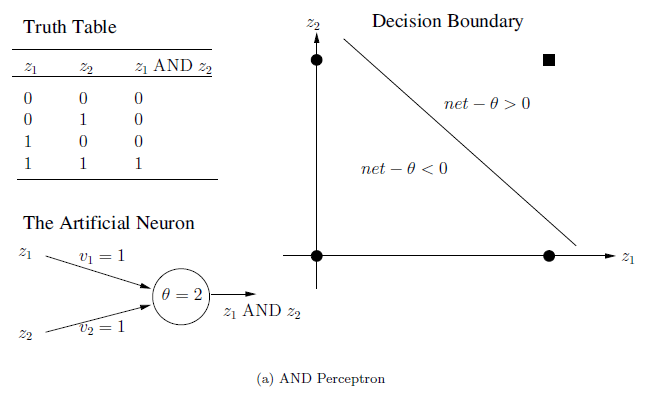 Truth Table
z₁ z₂ z₁ AND z₂
0 0 0
0 1 0
1 0 0
1 1 1
The Artificial Neuron
z₁
v₁ = 1
θ = 2
z₁ AND z₂
v₂ = 1
z₂
Decision Boundary
z₂
net − θ > 0
net − θ < 0
z₁
(a) AND Perceptron